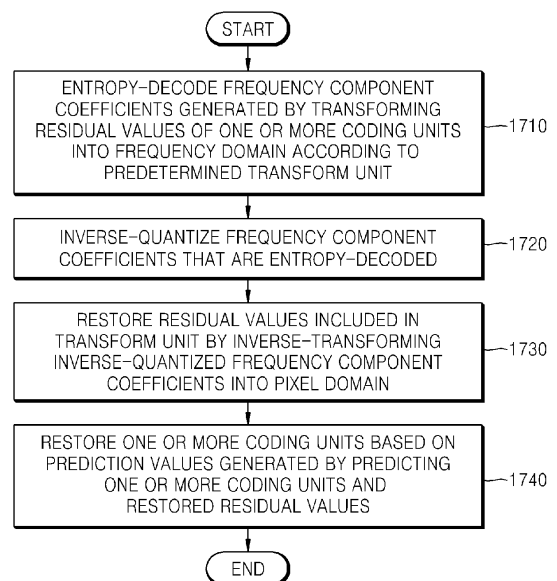 START
ENTROPY-DECODE FREQUENCY COMPONENT
COEFFICIENTS GENERATED BY TRANSFORMING
RESIDUAL VALUES OF ONE OR MORE CODING UNITS
INTO FREQUENCY DOMAIN ACCORDING TO
PREDETERMINED TRANSFORM UNIT
1710
INVERSE-QUANTIZE FREQUENCY COMPONENT
COEFFICIENTS THAT ARE ENTROPY-DECODED
1720
RESTORE RESIDUAL VALUES INCLUDED IN
TRANSFORM UNIT BY INVERSE-TRANSFORMING
INVERSE-QUANTIZED FREQUENCY COMPONENT
COEFFICIENTS INTO PIXEL DOMAIN
1730
RESTORE ONE OR MORE CODING UNITS BASED ON
PREDICTION VALUES GENERATED BY PREDICTING
ONE OR MORE CODING UNITS AND
RESTORED RESIDUAL VALUES
1740
END